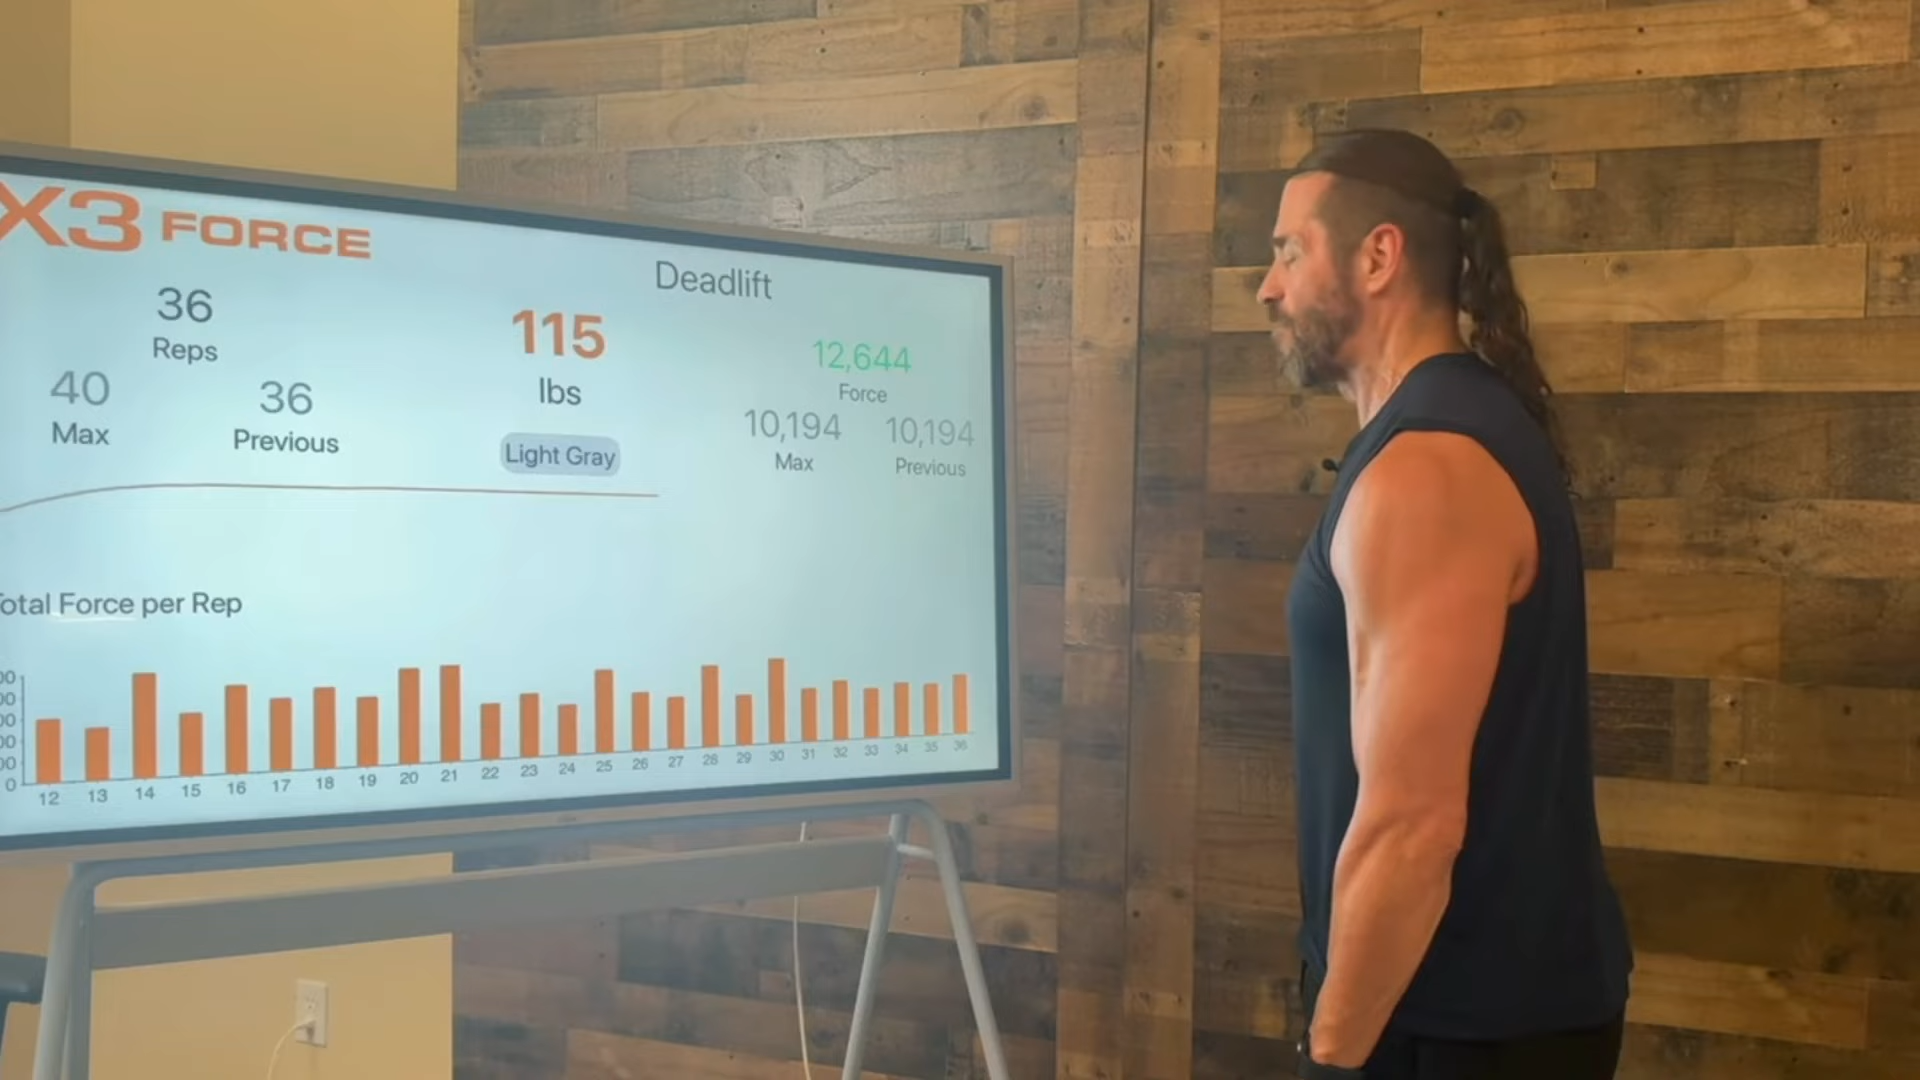 X3 FORCE
Deadlift
36
Reps
40
Max
36
Previous
115
lbs
Light Gray
12,644
Force
10,194
Max
10,194
Previous
Total Force per Rep
0
12 13 14 15 16 17 18 19 20 21 22 23 24 25 26 27 28 29 30 31 32 33 34 35 36